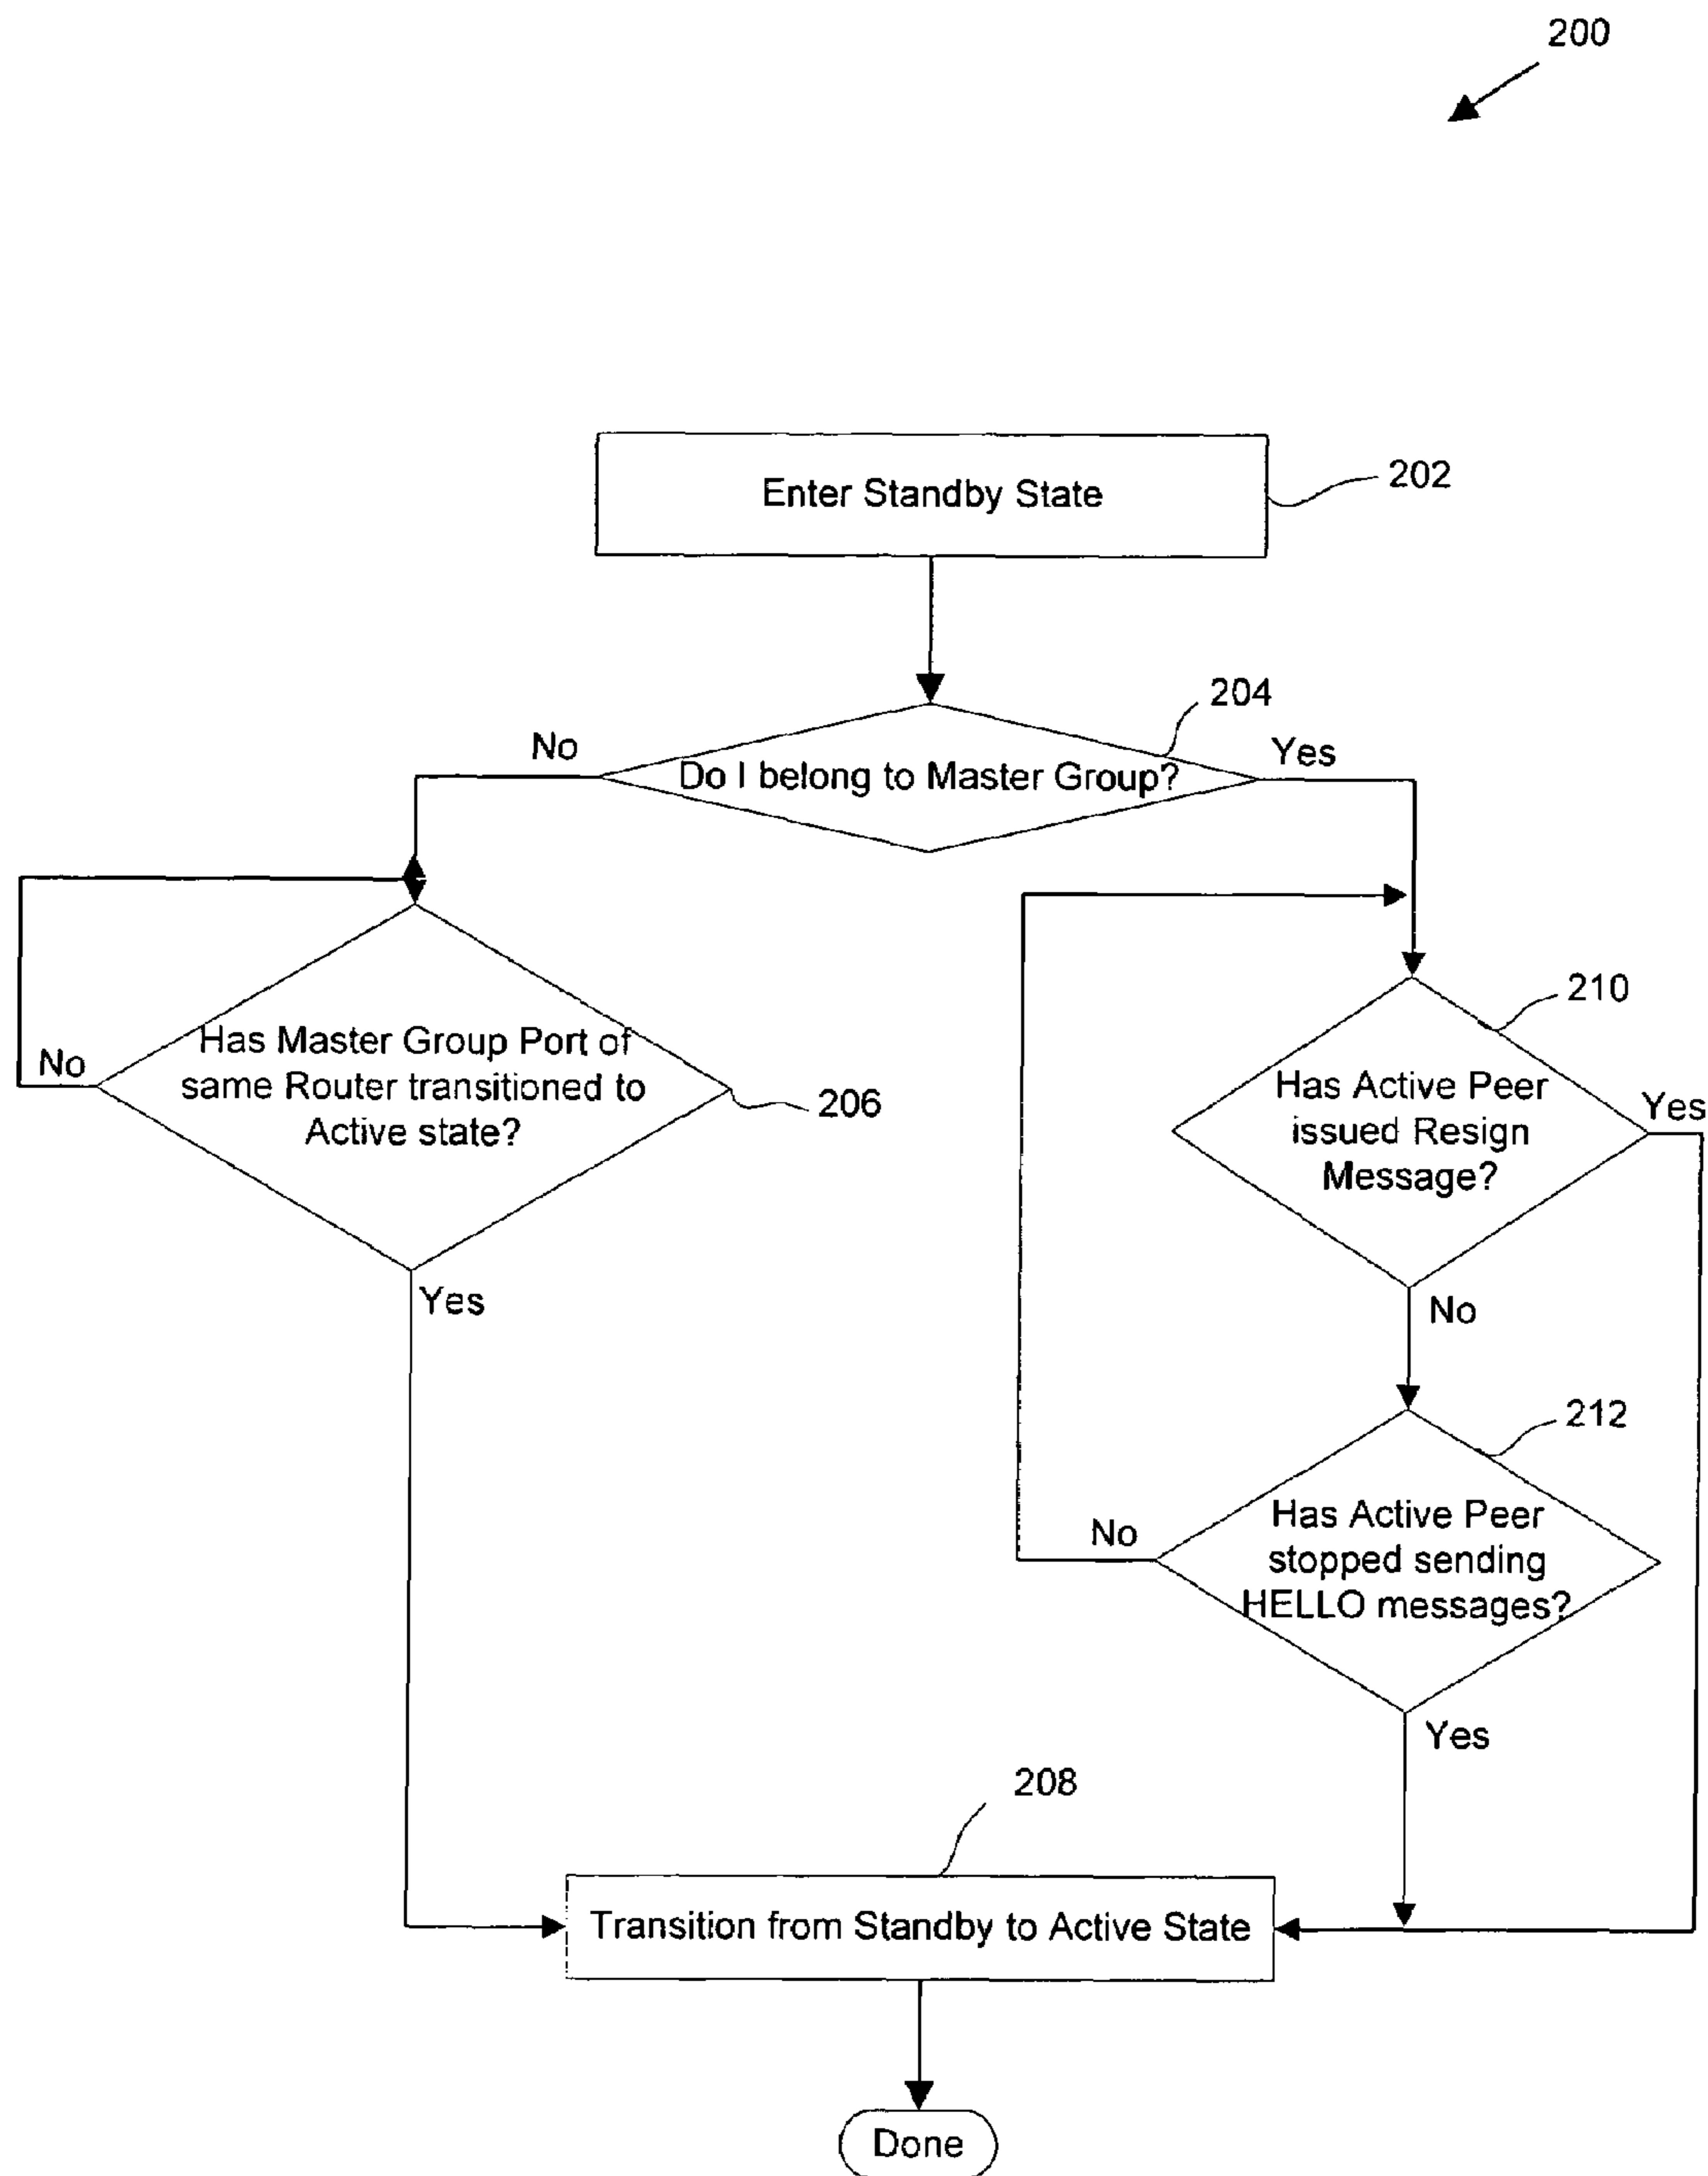 200
Enter Standby State
202
204
No
Do I belong to Master Group?
Yes
210
Has Master Group Port of
same Router transitioned to
Active state?
No
206
Has Active Peer
issued Resign
Message?
Yes
Yes
No
212
Has Active Peer
stopped sending
HELLO messages?
No
Yes
208
Transition from Standby to Active State
Done